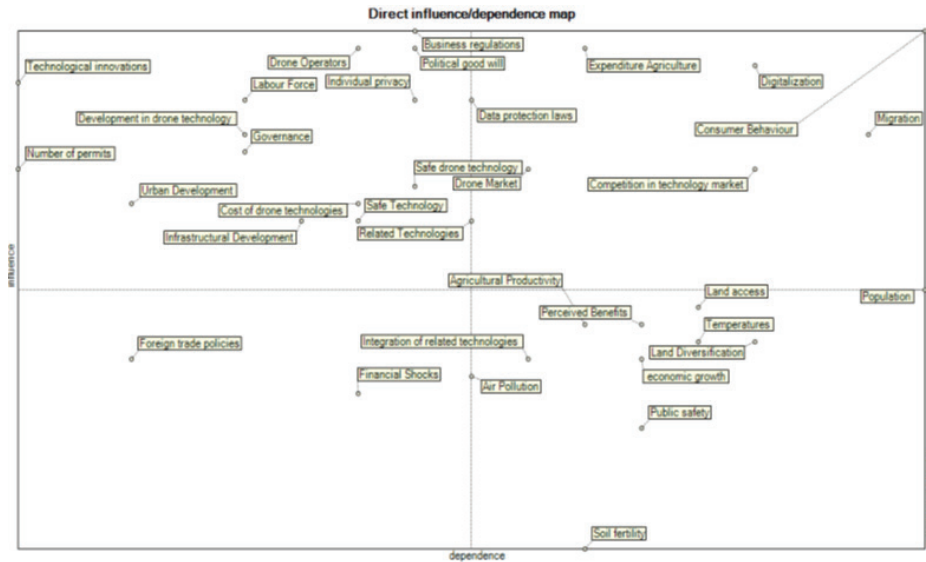 Direct influence/dependence map
Business regulations
Drone Operators
Political good will
Expenditure Agriculture
Technological innovations
Labour Force
Individual privacy
Digitalization
Development in drone technology
Data protection laws
Consumer Behaviour
Migration
Governance
Number of permits
Safe drone technology
Drone Market
Competition in technology market
Urban Development
Cost of drone technologies
Safe Technology
Infrastructural Development
Related Technologies
influence
Agricultural Productivity
Land access
Population
Perceived Benefits
Temperatures
Foreign trade policies
Integration of related technologies
Land Diversification
Financial Shocks
Air Pollution
economic growth
Public safety
Soil fertility
dependence